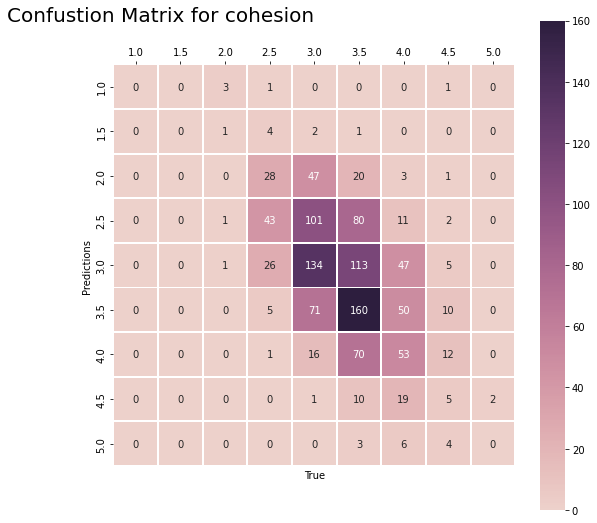 Confustion Matrix for cohesion
1.0 1.5 2.0 2.5 3.0 3.5 4.0 4.5 5.0
1.0 0 0 3 1 0 0 0 1 0
1.5 0 0 1 4 2 1 0 0 0
2.0 0 0 0 28 47 20 3 1 0
2.5 0 0 1 43 101 80 11 2 0
3.0 0 0 1 26 134 113 47 5 0
3.5 0 0 0 5 71 160 50 10 0
4.0 0 0 0 1 16 70 53 12 0
4.5 0 0 0 0 1 10 19 5 2
5.0 0 0 0 0 0 3 6 4 0
Predictions
True
160
140
120
100
80
60
40
20
0